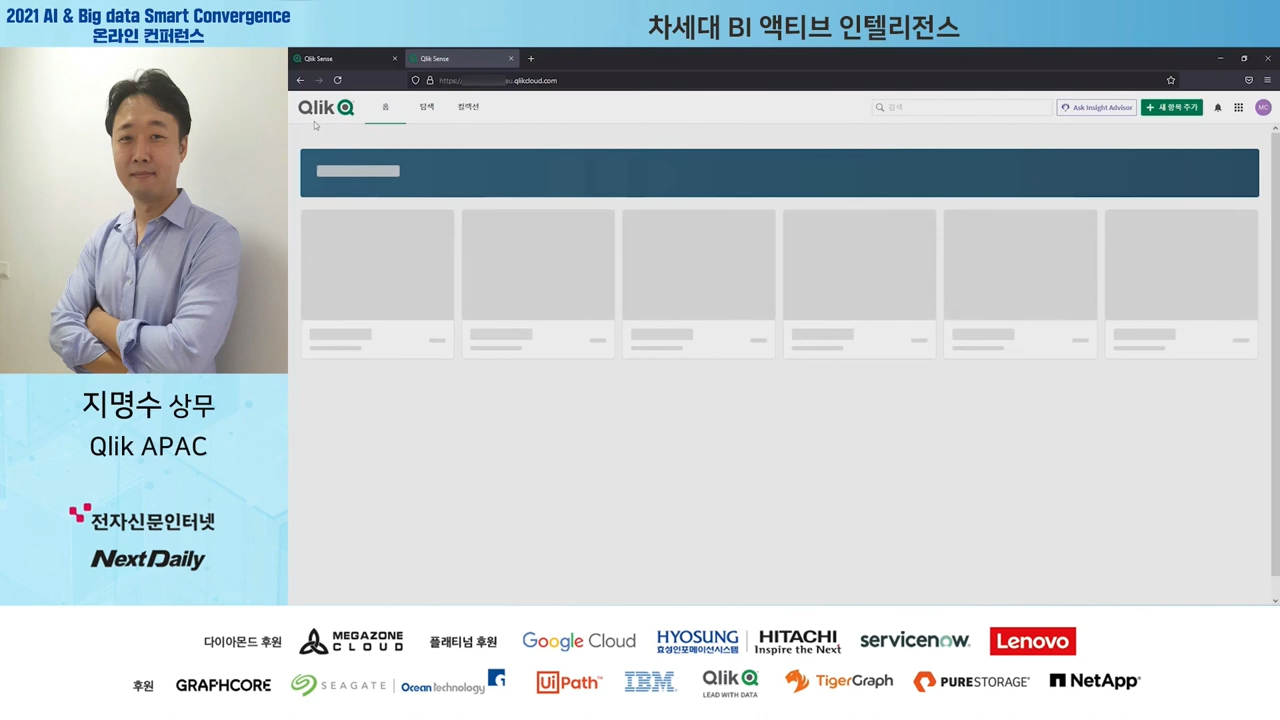 2021 AI & Big data Smart Convergence
온라인 컨퍼런스
차세대 BI 액티브 인텔리전스
Qlik Sense
Qlik Sense
https://
eu.qlikcloud.com
Qlik
홈
탐색
컬렉션
검색
Ask Insight Advisor
새 항목 추가
MC
지명수 상무
Qlik APAC
전자신문인터넷
NextDaily
다이아몬드 후원
MEGAZONE CLOUD
플래티넘 후원
Google Cloud
HYOSUNG
효성인포메이션시스템
HITACHI
Inspire the Next
servicenow
Lenovo
후원
GRAPHCORE
SEAGATE
Ocean technology
UiPath
IBM
Qlik
LEAD WITH DATA
TigerGraph
PURESTORAGE
NetApp